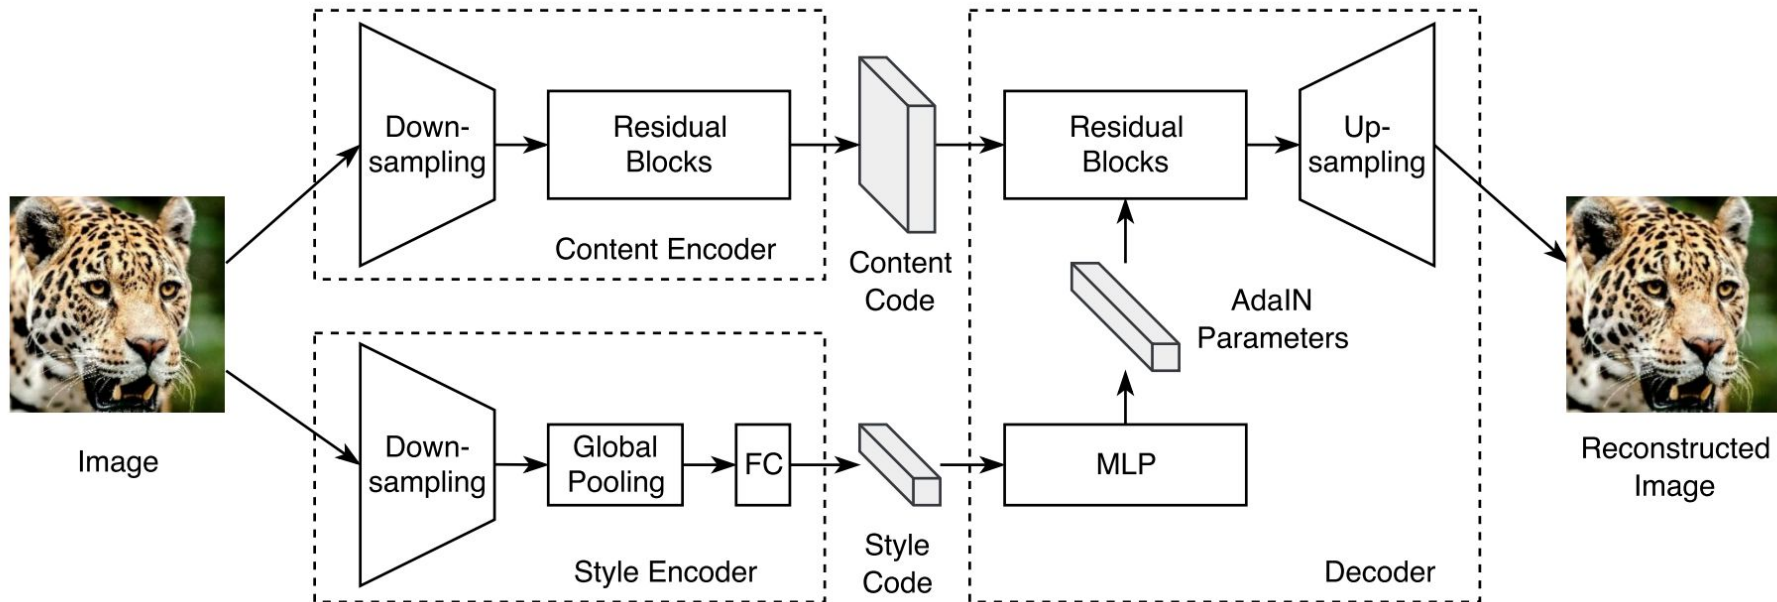 Image
Down-
sampling
Residual
Blocks
Content Encoder
Down-
sampling
Global
Pooling
FC
Style Encoder
Content
Code
Style
Code
Residual
Blocks
Up-
sampling
AdaIN
Parameters
MLP
Decoder
Reconstructed
Image